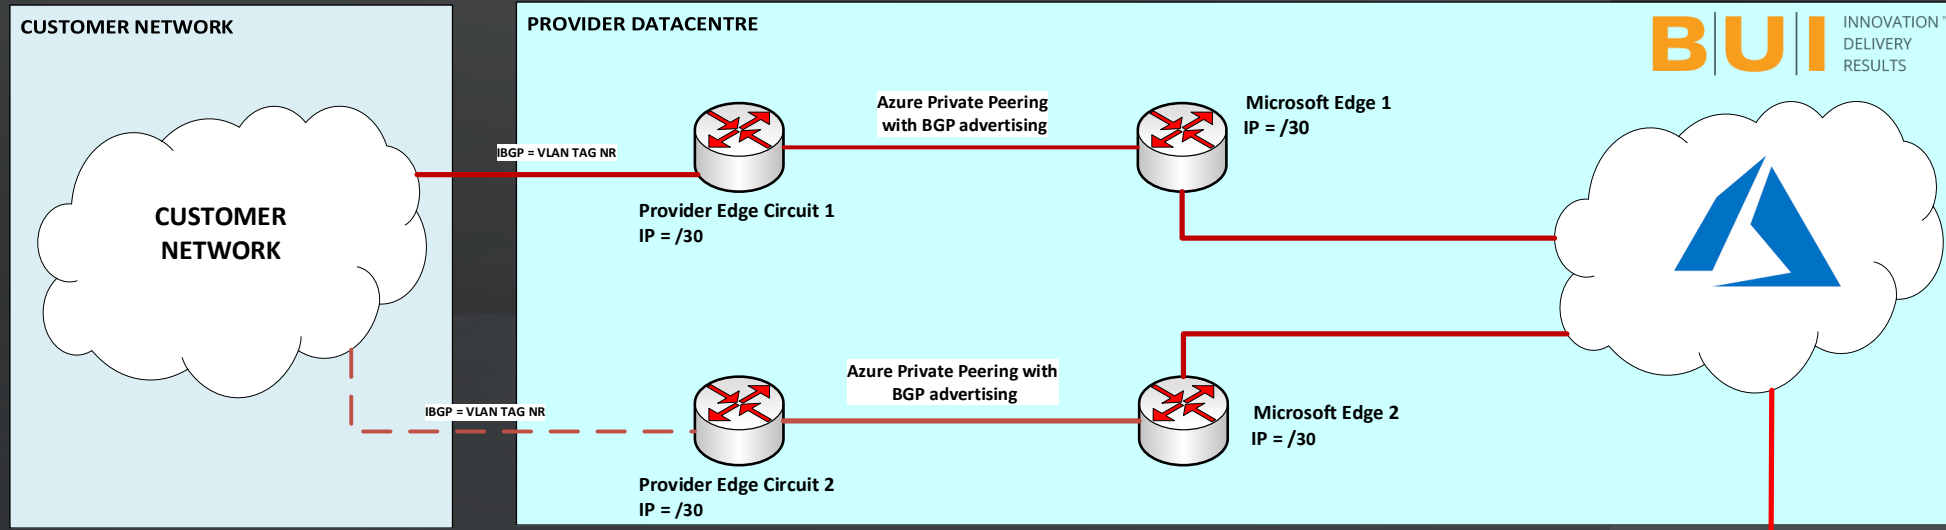 CUSTOMER NETWORK
PROVIDER DATACENTRE
B|U|I
INNOVATION™
DELIVERY
RESULTS
Azure Private Peering
with BGP advertising
Microsoft Edge 1
IP = /30
IBGP = VLAN TAG NR
CUSTOMER
NETWORK
Provider Edge Circuit 1
IP = /30
Azure Private Peering with
BGP advertising
IBGP = VLAN TAG NR
Microsoft Edge 2
IP = /30
Provider Edge Circuit 2
IP = /30